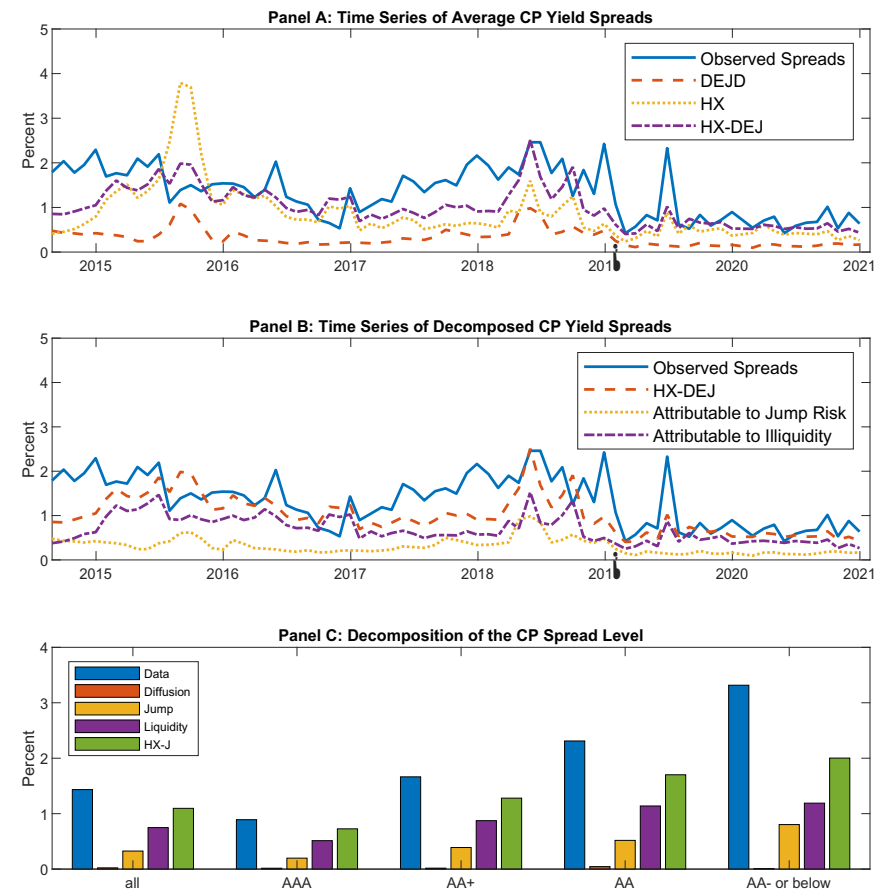 Panel A: Time Series of Average CP Yield Spreads
5
4
3
2
1
0
Percent
Observed Spreads
DEJD
HX
HX-DEJ
2015 2016 2017 2018 2019 2020 2021
Panel B: Time Series of Decomposed CP Yield Spreads
5
4
3
2
1
0
Percent
Observed Spreads
HX-DEJ
Attributable to Jump Risk
Attributable to Illiquidity
2015 2016 2017 2018 2019 2020 2021
Panel C: Decomposition of the CP Spread Level
4
3
2
1
0
Percent
Data
Diffusion
Jump
Liquidity
HX-J
all AAA AA+ AA AA- or below